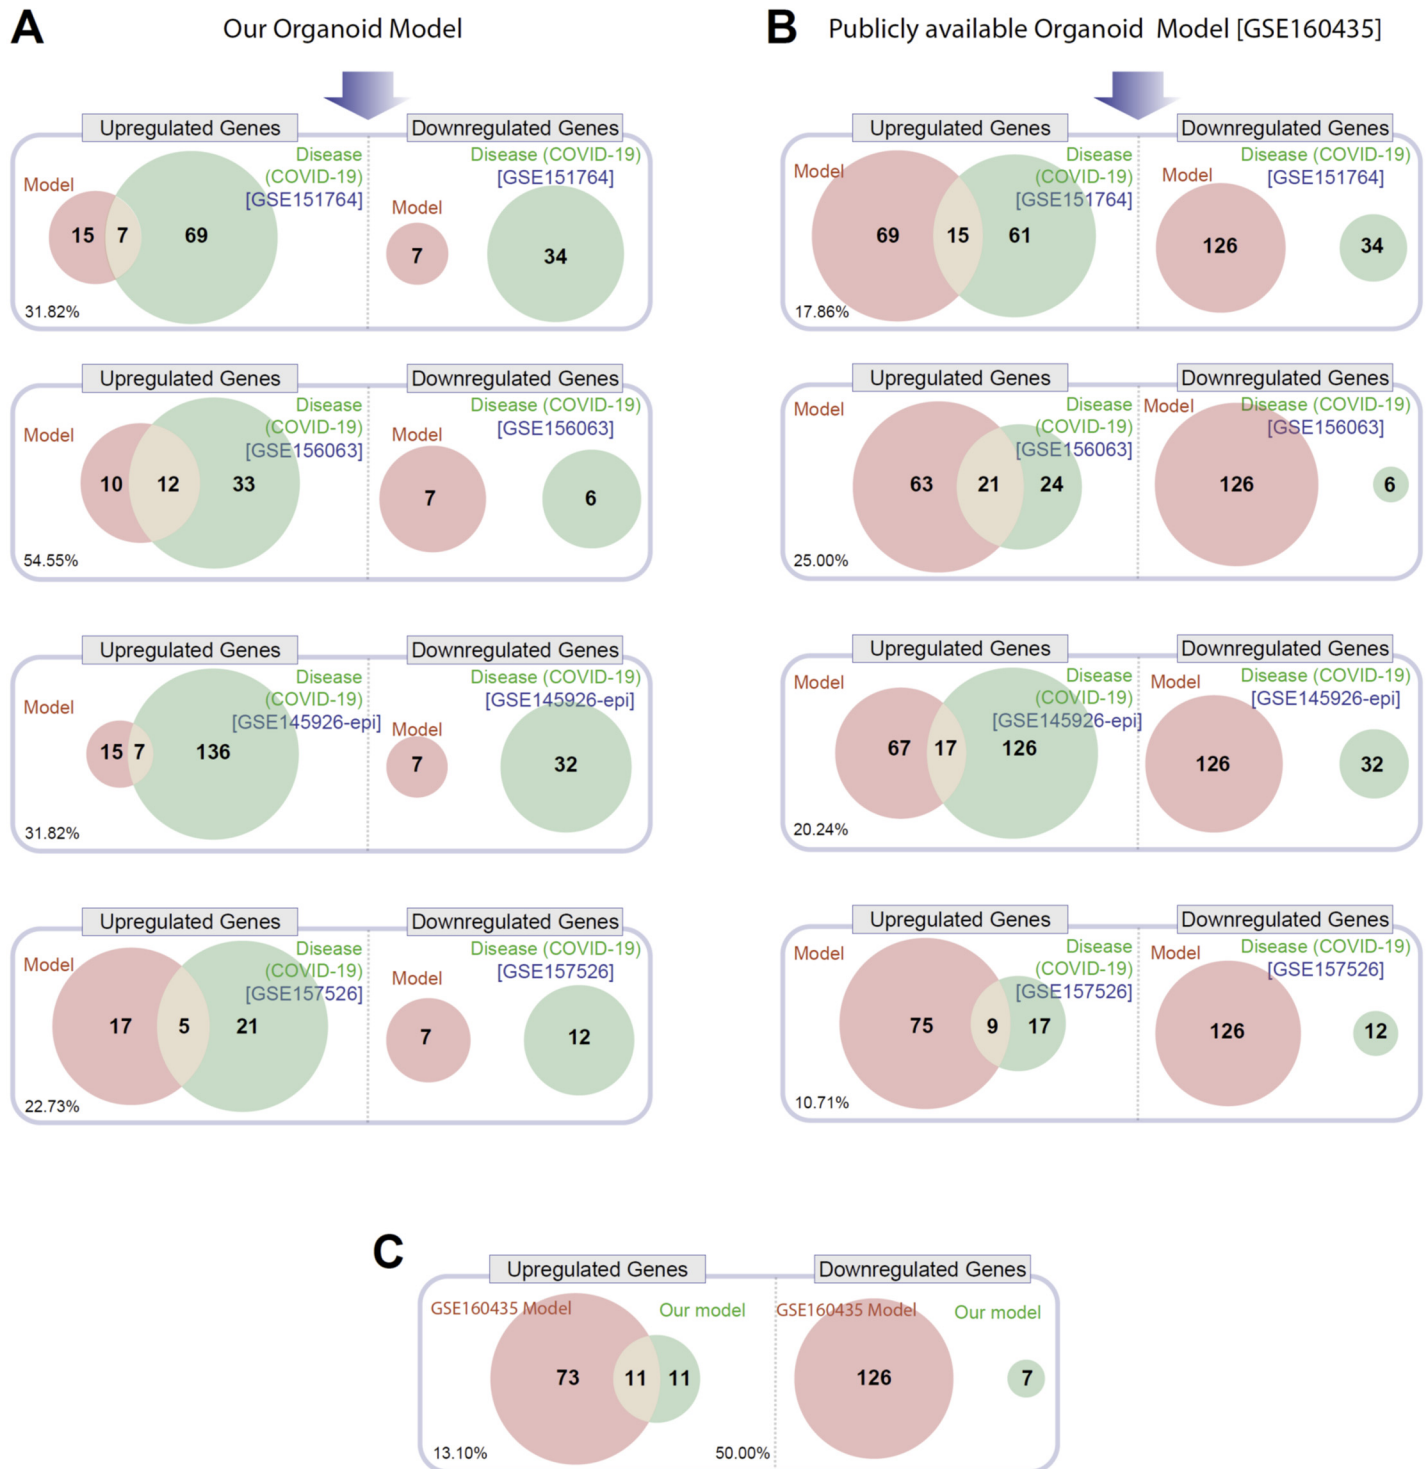 A
Our Organoid Model
Upregulated Genes
Downregulated Genes
Model
Disease
(COVID-19)
[GSE151764]
15
7
69
31.82%
Disease (COVID-19)
[GSE151764]
Model
7
34
Upregulated Genes
Downregulated Genes
Model
Disease
(COVID-19)
[GSE156063]
10
12
33
54.55%
Disease (COVID-19)
[GSE156063]
Model
7
6
Upregulated Genes
Downregulated Genes
Model
Disease
(COVID-19)
[GSE145926-epi]
15
7
136
31.82%
Disease (COVID-19)
[GSE145926-epi]
Model
7
32
Upregulated Genes
Downregulated Genes
Model
Disease
(COVID-19)
[GSE157526]
17
5
21
22.73%
Disease (COVID-19)
[GSE157526]
Model
7
12
B
Publicly available Organoid Model [GSE160435]
Upregulated Genes
Downregulated Genes
Model
Disease
(COVID-19)
[GSE151764]
69
15
61
17.86%
Disease (COVID-19)
[GSE151764]
Model
126
34
Upregulated Genes
Downregulated Genes
Model
Disease
(COVID-19)
[GSE156063]
63
21
24
25.00%
Model
Disease (COVID-19)
[GSE156063]
126
6
Upregulated Genes
Downregulated Genes
Model
Disease
(COVID-19)
[GSE145926-epi]
67
17
126
20.24%
Model
Disease (COVID-19)
[GSE145926-epi]
126
32
Upregulated Genes
Downregulated Genes
Model
Disease
(COVID-19)
[GSE157526]
75
9
17
10.71%
Model
Disease (COVID-19)
[GSE157526]
126
12
C
Upregulated Genes
Downregulated Genes
GSE160435 Model
Our model
73
11
11
13.10%
50.00%
GSE160435 Model
Our model
126
7